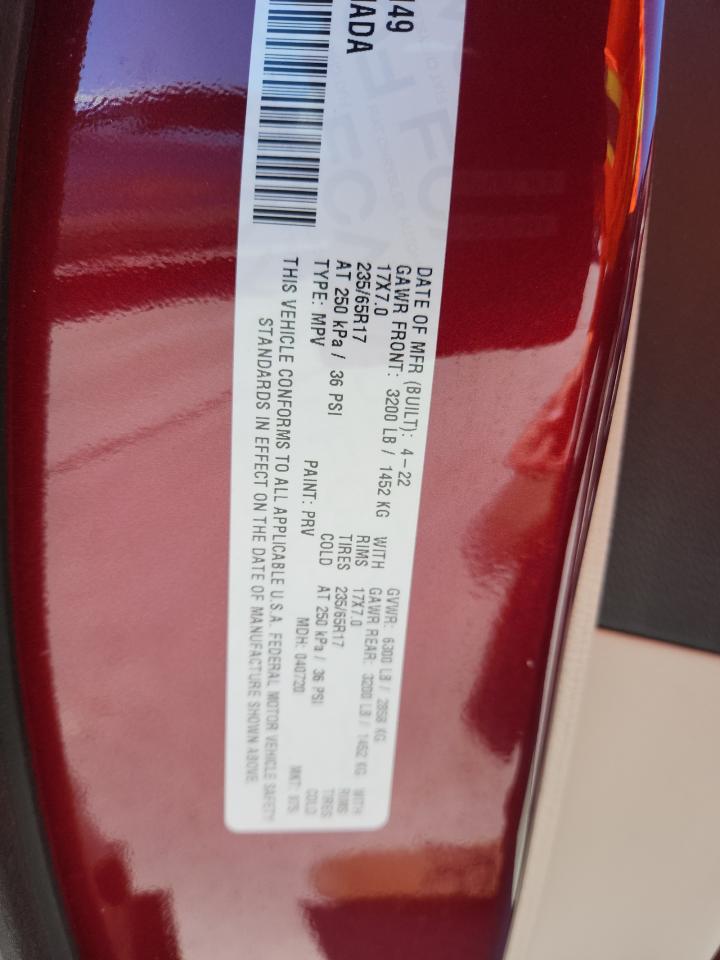 149
ADA
DATE OF MFR (BUILT): 4-22 GVWR: 6300 LB / 2858 KG
GAWR FRONT: 3200 LB / 1452 KG WITH GAWR REAR: 3200 LB / 1452 KG WITH
17X7.0 RIMS 17X7.0 RIMS
235/65R17 TIRES 235/65R17 TIRES
AT 250 kPa / 36 PSI COLD AT 250 kPa / 36 PSI COLD
TYPE: MPV PAINT: PRV MDH: 040720 MKT:
THIS VEHICLE CONFORMS TO ALL APPLICABLE U.S.A. FEDERAL MOTOR VEHICLE SAFETY
STANDARDS IN EFFECT ON THE DATE OF MANUFACTURE SHOWN ABOVE.